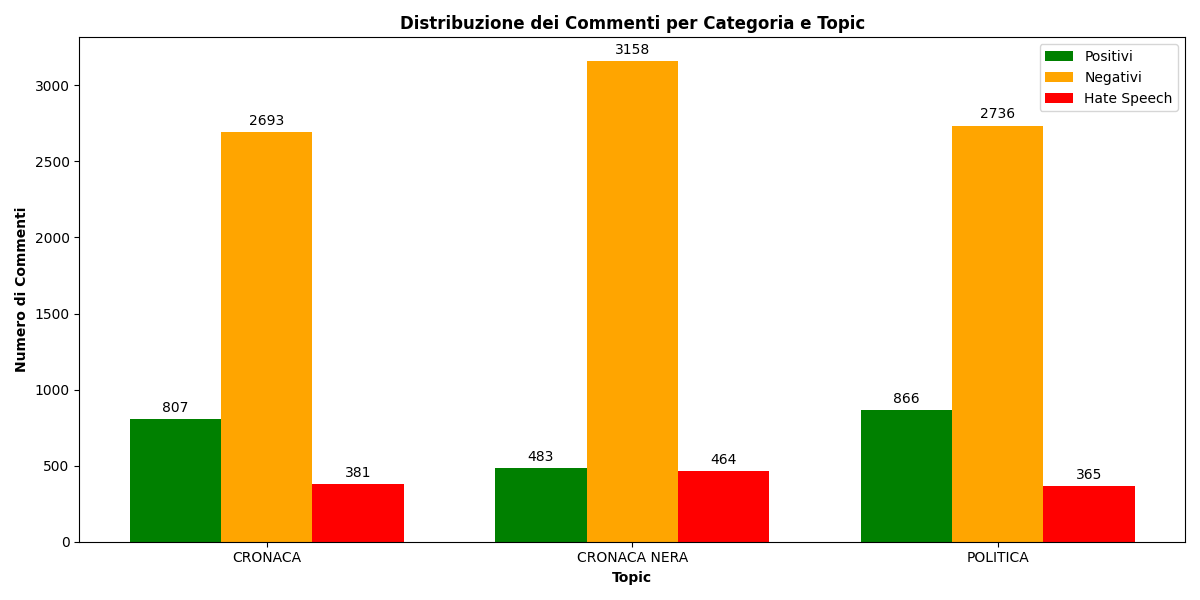 Distribuzione dei Commenti per Categoria e Topic
Positivi
Negativi
Hate Speech
Numero di Commenti
3000
2500
2000
1500
1000
500
0
807
2693
381
483
3158
464
866
2736
365
CRONACA
CRONACA NERA
POLITICA
Topic